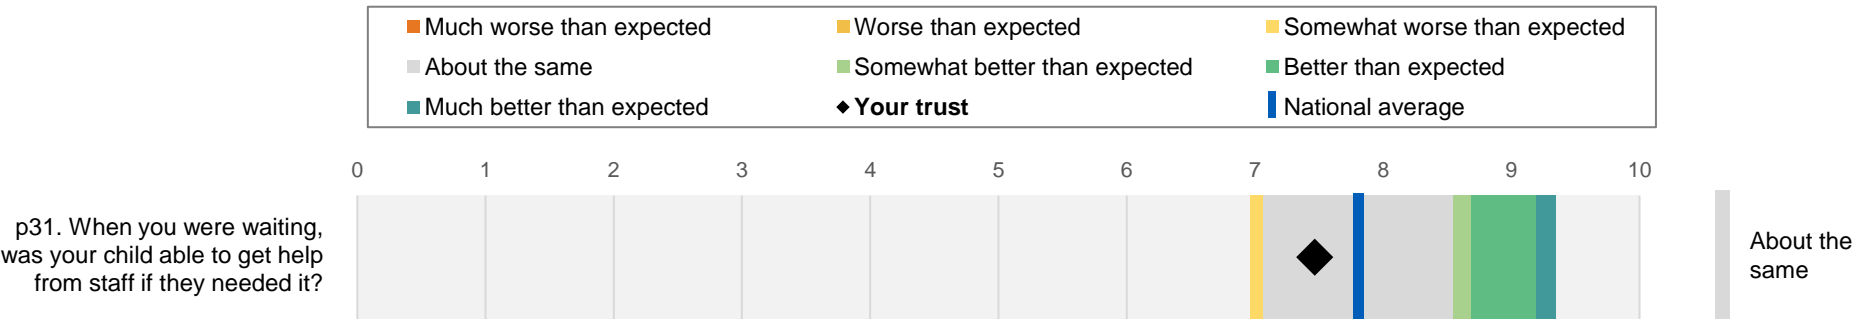 Much worse than expected
Worse than expected
Somewhat worse than expected
About the same
Somewhat better than expected
Better than expected
Much better than expected
Your trust
National average
0 1 2 3 4 5 6 7 8 9 10
p31. When you were waiting,
was your child able to get help
from staff if they needed it?
About the
same